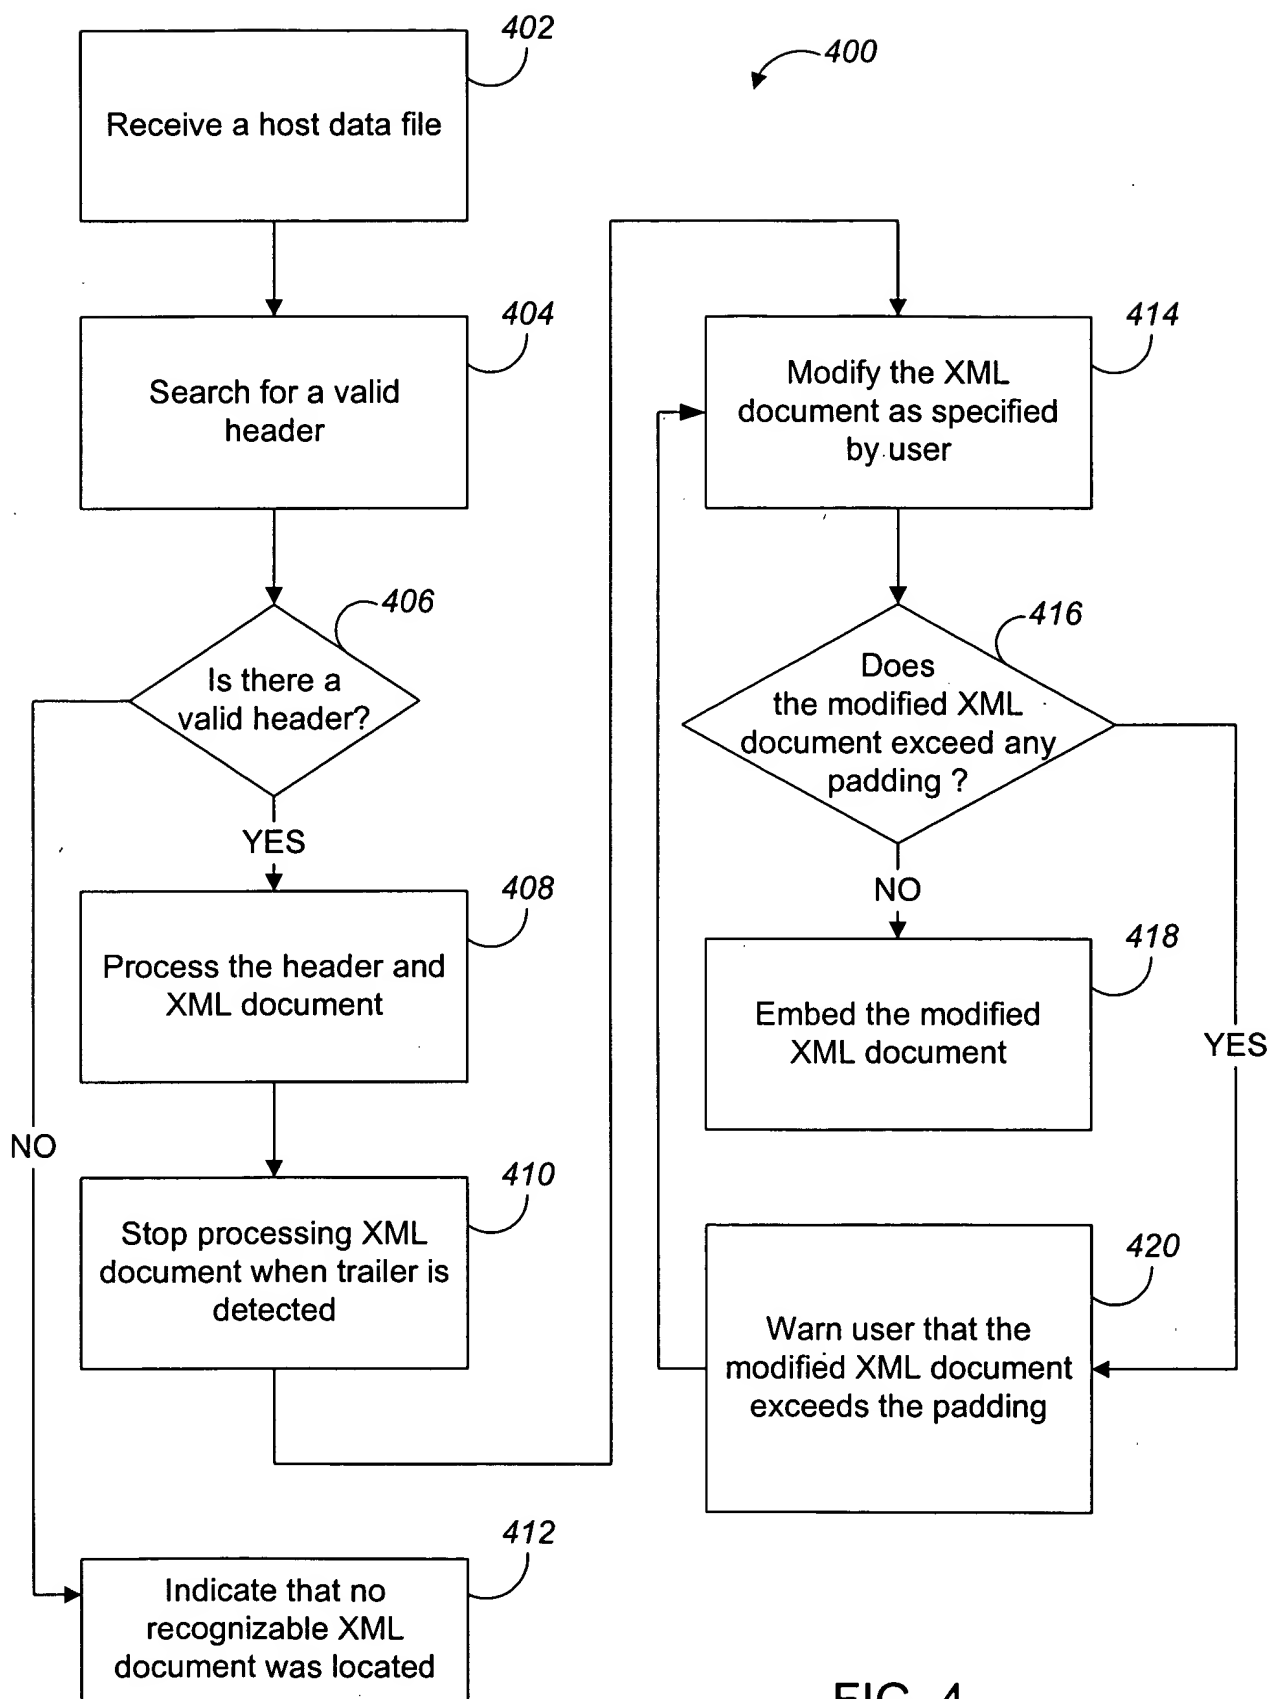 402
400
Receive a host data file
404
Search for a valid
header
406
Is there a
valid header?
YES
408
Process the header and
XML document
NO
410
Stop processing XML
document when trailer is
detected
412
Indicate that no
recognizable XML
document was located
414
Modify the XML
document as specified
by user
416
Does
the modified XML
document exceed any
padding ?
NO
418
Embed the modified
XML document
YES
420
Warn user that the
modified XML document
exceeds the padding
FIG. 4